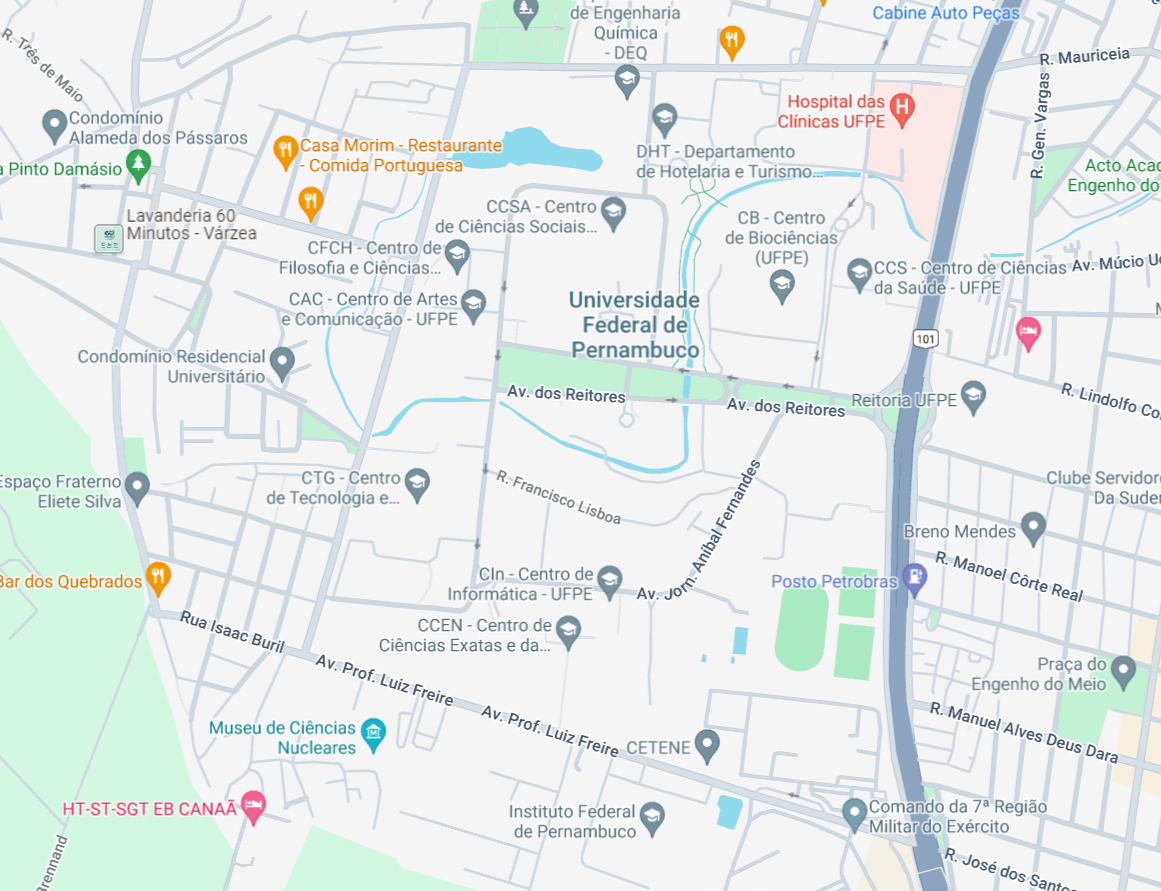 de Engenharia
Química
- DEQ
Cabine Auto Peças
R. Mauriceia
R. Três de Maio
Condomínio
Alameda dos Pássaros
Hospital das
Clínicas UFPE
R. Gen. Vargas
a Pinto Damásio
Casa Morim - Restaurante
- Comida Portuguesa
DHT - Departamento
de Hotelaria e Turismo...
Acto Acad
Engenho do
Lavanderia 60
Minutos - Várzea
CCSA - Centro
de Ciências Sociais...
CB - Centro
de Biociências
(UFPE)
CFCH - Centro de
Filosofia e Ciências...
CCS - Centro de Ciências
da Saúde - UFPE
Av. Múcio Uc
CAC - Centro de Artes
e Comunicação - UFPE
Universidade
Federal de
Pernambuco
101
Condomínio Residencial
Universitário
Av. dos Reitores
Av. dos Reitores
Reitoria UFPE
R. Lindolfo Co
Espaço Fraterno
Eliete Silva
CTG - Centro
de Tecnologia e...
R. Francisco Lisboa
Av. Jorn. Aníbal Fernandes
Clube Servidore
Da Suder
Breno Mendes
R. Manoel Côrte Real
Bar dos Quebrados
CIn - Centro de
Informática - UFPE
Posto Petrobras
Rua Isaac Buril
CCEN - Centro de
Ciências Exatas e da...
Av. Prof. Luiz Freire
Praça do
Engenho do Meio
Av. Prof. Luiz Freire
R. Manuel Alves Deus Dara
Museu de Ciências
Nucleares
CETENE
HT-ST-SGT EB CANAÃ
Instituto Federal
de Pernambuco
Comando da 7ª Região
Militar do Exército
Brennand
R. José dos Santos